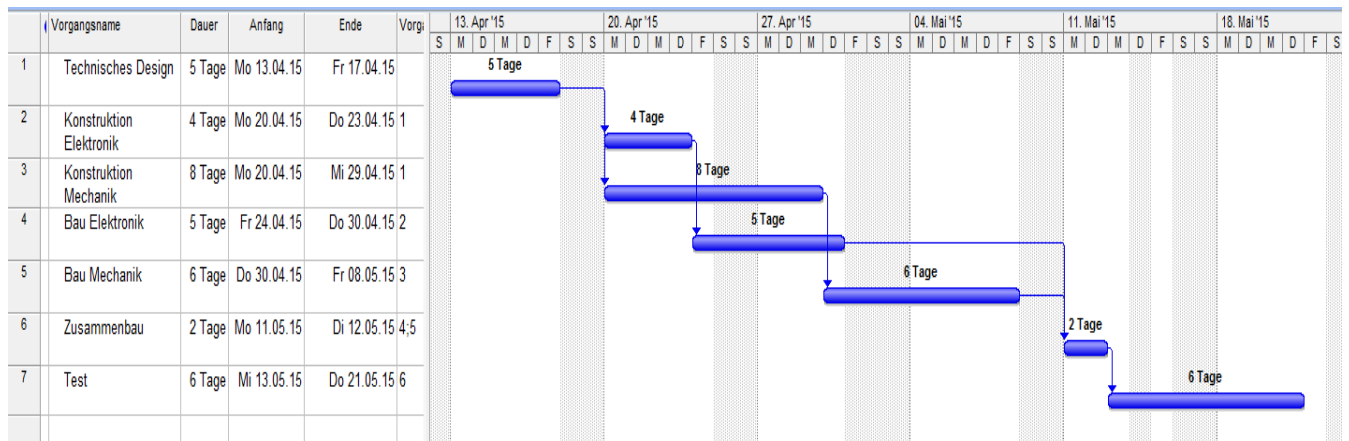 Vorgangsname Dauer Anfang Ende Vorgä
13. Apr '15 20. Apr '15 27. Apr '15 04. Mai '15 11. Mai '15 18. Mai '15
S M D M D F S S M D M D F S S M D M D F S S M D M D F S S M D M D F S S M D M D F S
1 Technisches Design 5 Tage Mo 13.04.15 Fr 17.04.15
5 Tage
2 Konstruktion Elektronik 4 Tage Mo 20.04.15 Do 23.04.15 1
4 Tage
3 Konstruktion Mechanik 8 Tage Mo 20.04.15 Mi 29.04.15 1
8 Tage
4 Bau Elektronik 5 Tage Fr 24.04.15 Do 30.04.15 2
5 Tage
5 Bau Mechanik 6 Tage Do 30.04.15 Fr 08.05.15 3
6 Tage
6 Zusammenbau 2 Tage Mo 11.05.15 Di 12.05.15 4;5
2 Tage
7 Test 6 Tage Mi 13.05.15 Do 21.05.15 6
6 Tage